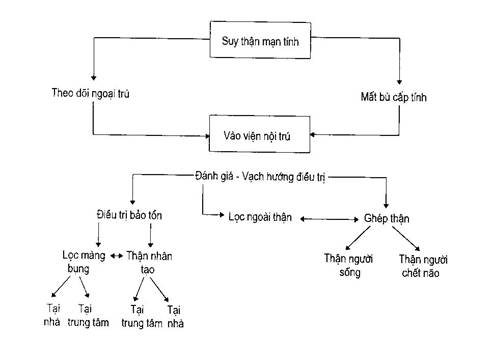 Suy thận mạn tính
Theo dõi ngoại trú
Mất bù cấp tính
Vào viện nội trú
Đánh giá - Vạch hướng điều trị
Điều trị bảo tồn
Lọc ngoài thận
Ghép thận
Lọc màng
bụng
Thận nhân
tạo
Thận người
sống
Thận người
chết não
Tại
nhà
Tại
trung tâm
Tại
trung tâm
Tại
nhà